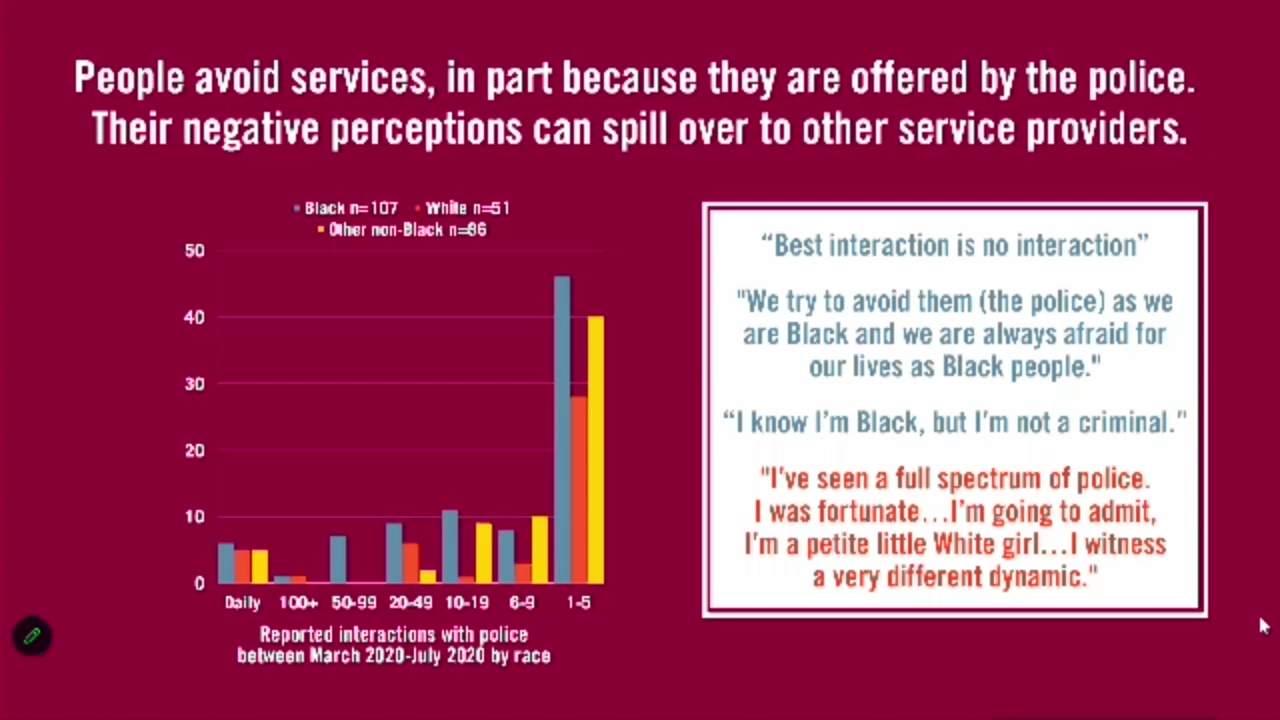 People avoid services, in part because they are offered by the police.
Their negative perceptions can spill over to other service providers.
Black n=107 White n=51
Other non-Black n=86
50
40
30
20
10
0
Daily 100+ 50-99 20-49 10-19 6-9 1-5
Reported interactions with police
between March 2020-July 2020 by race
“Best interaction is no interaction”
"We try to avoid them (the police) as we
are Black and we are always afraid for
our lives as Black people."
“I know I’m Black, but I’m not a criminal.”
"I’ve seen a full spectrum of police.
I was fortunate...I’m going to admit,
I’m a petite little White girl...I witness
a very different dynamic."